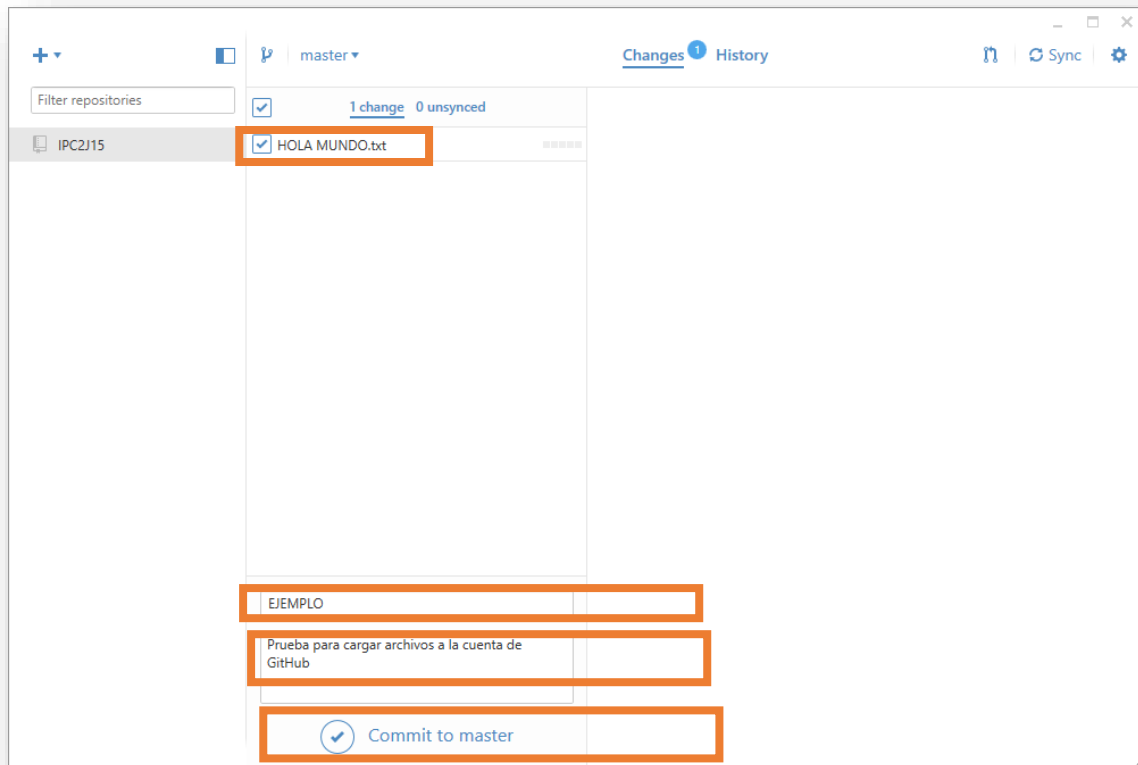 master
Changes 1 History
Sync
Filter repositories
1 change 0 unsynced
IPC2J15
HOLA MUNDO.txt
EJEMPLO
Prueba para cargar archivos a la cuenta de
GitHub
Commit to master